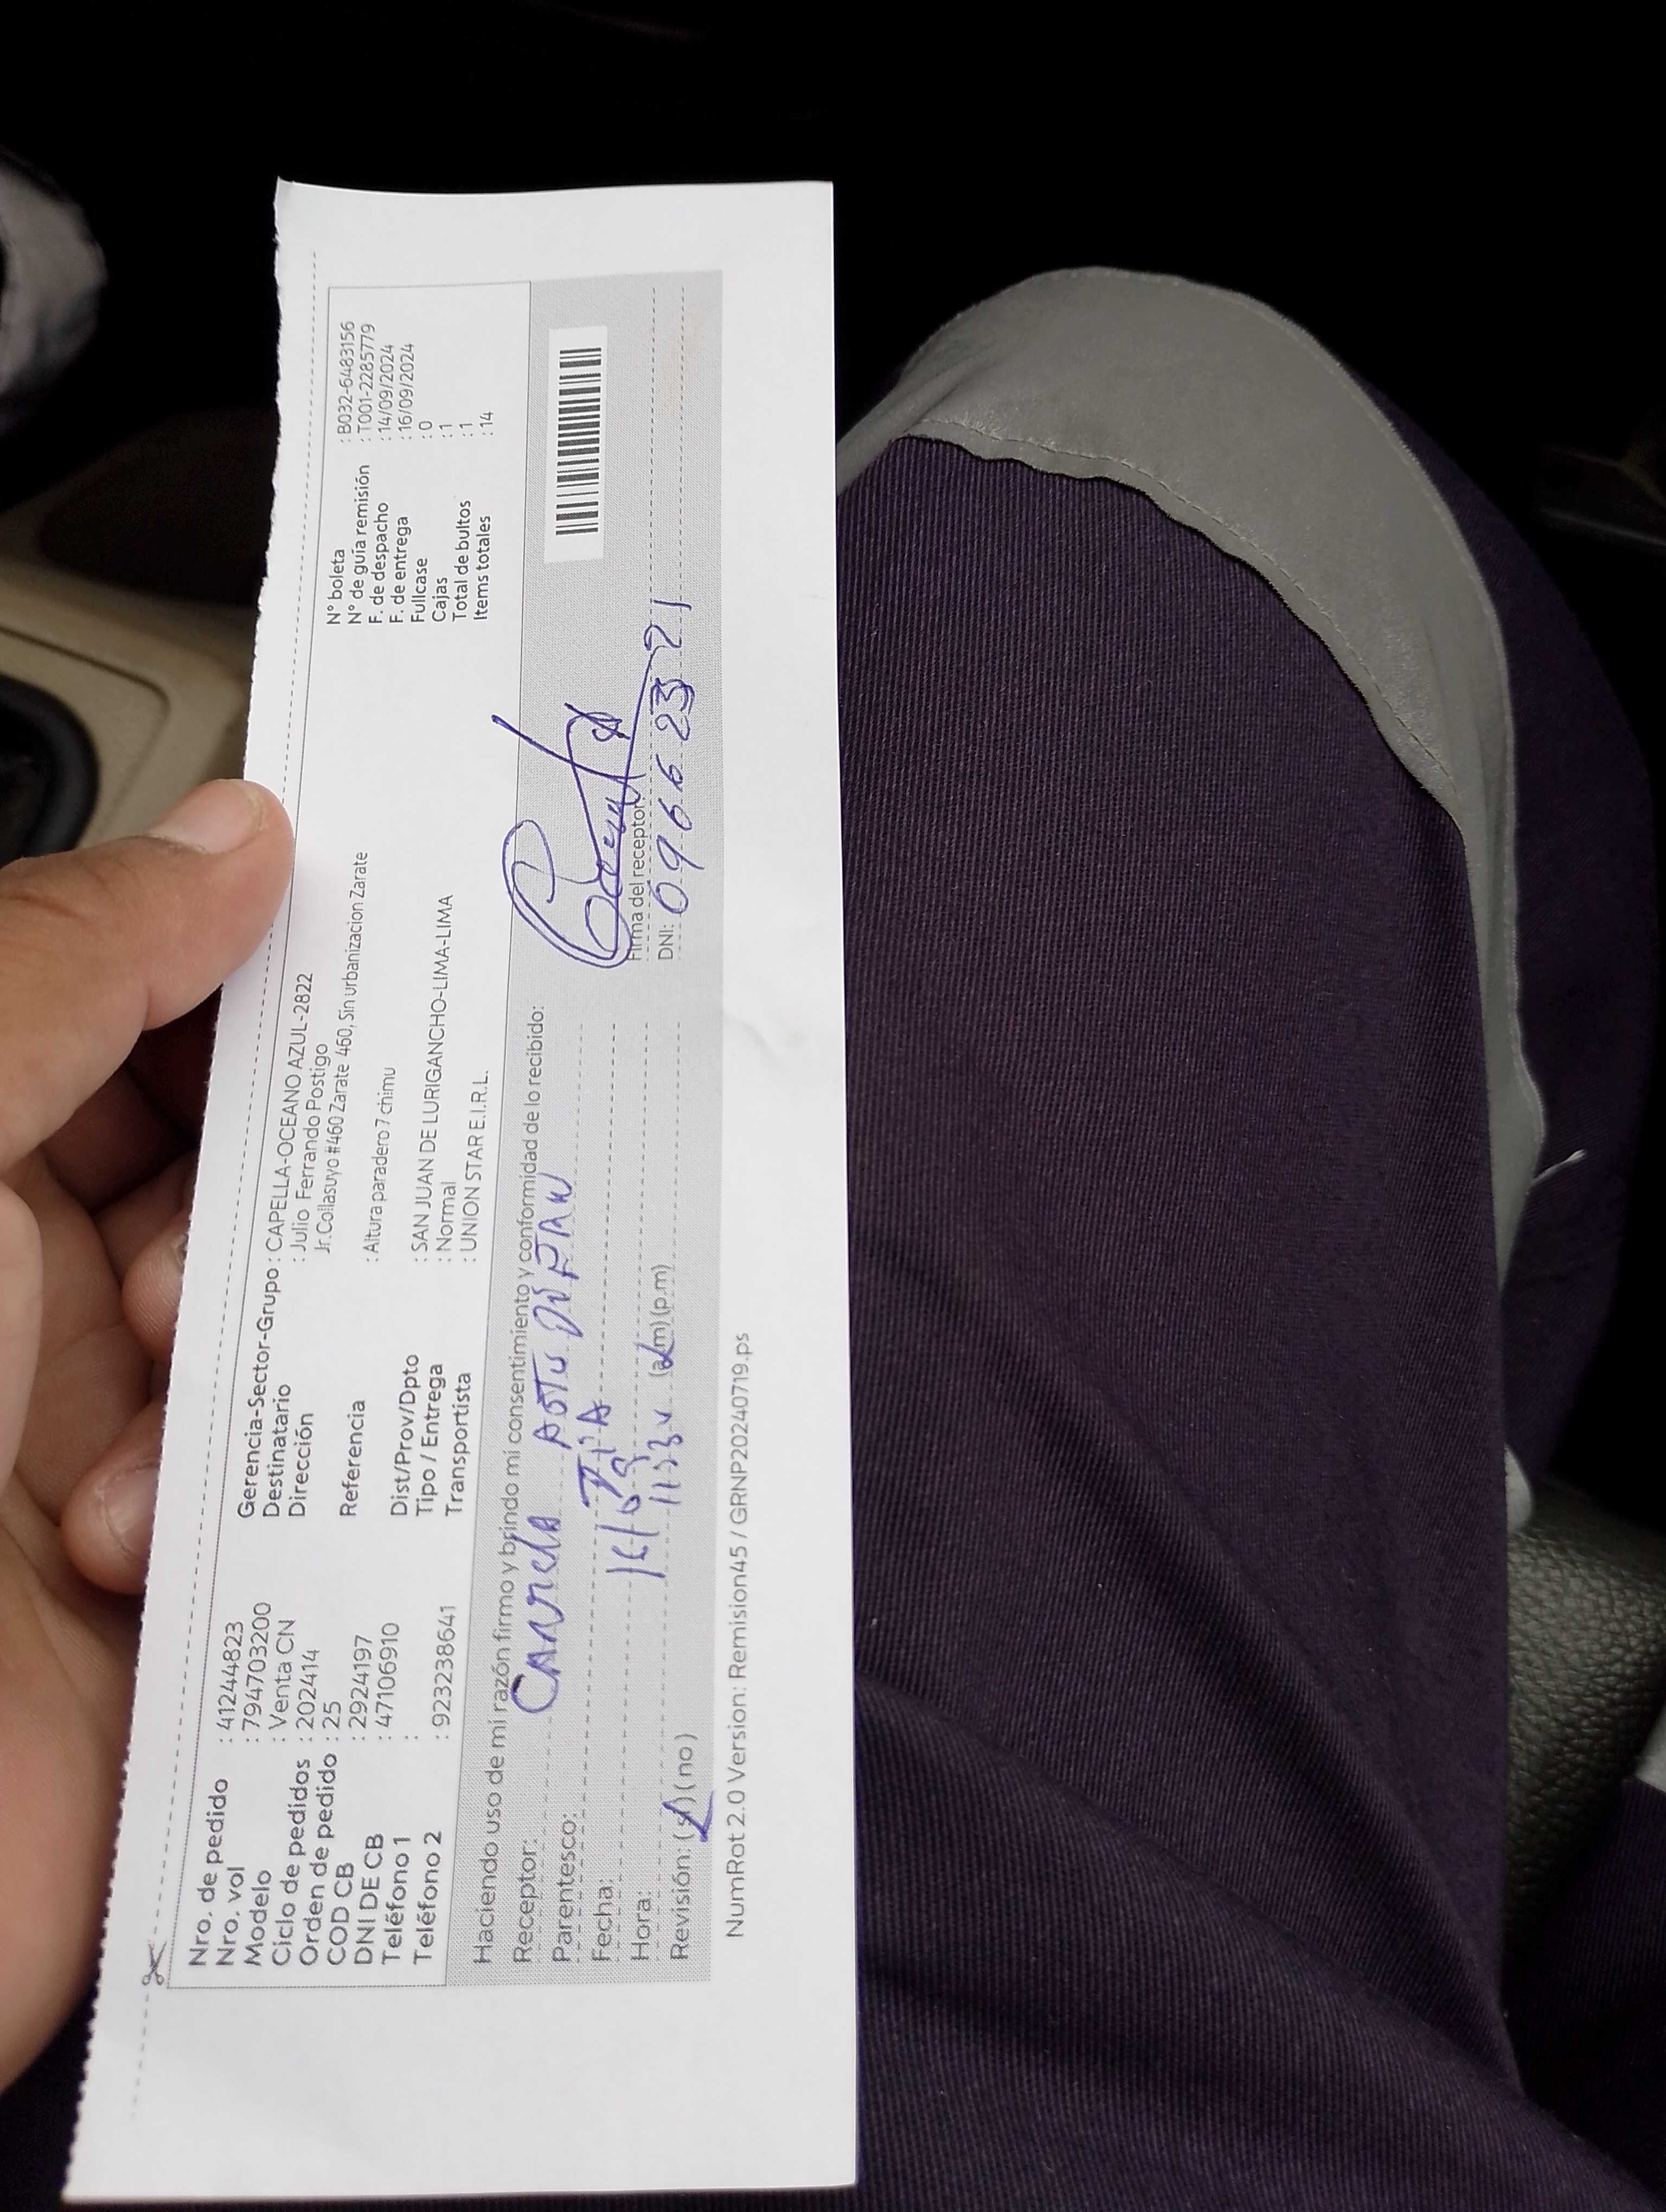 Nro. de pedido : 41244823
Nro. vol : 794703200
Modelo : Venta CN
Ciclo de pedidos : 202414
Orden de pedido : 25
COD CB : 2924197
DNI DE CB : 47106910
Teléfono 1 :
Teléfono 2 : 923238641
Gerencia-Sector-Grupo : CAPELLA-OCEANO AZUL-2822
Destinatario : Julio Ferrando Postigo
Dirección Jr.Collasuyo #460 Zarate 460, Sin urbanizacion Zarate
Referencia : Altura paradero 7 chimu
Dist/Prov/Dpto : SAN JUAN DE LURIGANCHO-LIMA-LIMA
Tipo / Entrega : Normal
Transportista : UNION STAR E.I.R.L.
N° boleta : B032-6483156
N° de guía remisión : T001-2285779
F. de despacho : 14/09/2024
F. de entrega : 16/09/2024
Fullcase : 0
Cajas : 1
Total de bultos : 1
Items totales : 14
Haciendo uso de mi razón firmo y brindo mi consentimiento y conformidad de lo recibido:
Receptor:
Parentesco: TiA
Fecha:
Hora: (a.m) (p.m)
Revisión: (si) (no)
Firma del receptor
DNI: 09662321
NumRot 2.0 Version: Remision45 / GRNP20240719.ps